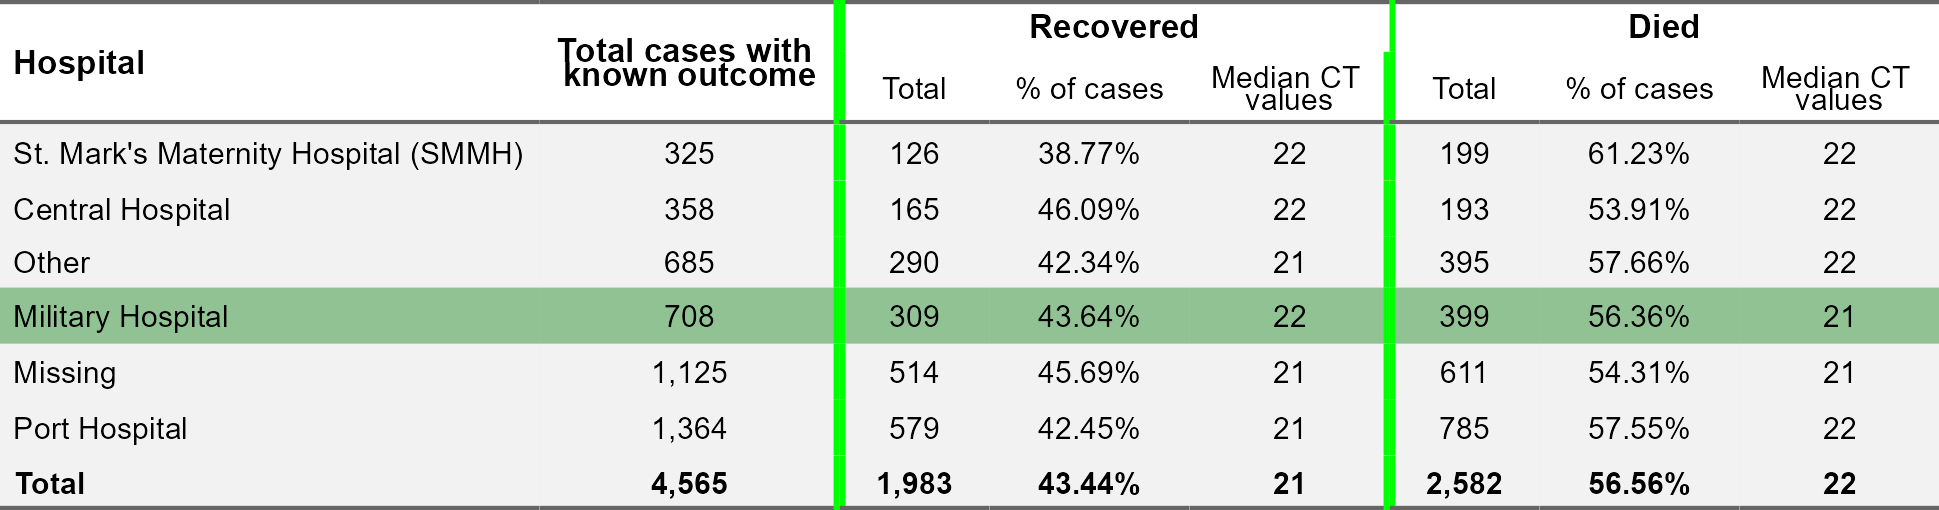 Hospital Total cases with known outcome Recovered Died
Total % of cases Median CT values Total % of cases Median CT values
St. Mark's Maternity Hospital (SMMH) 325 126 38.77% 22 199 61.23% 22
Central Hospital 358 165 46.09% 22 193 53.91% 22
Other 685 290 42.34% 21 395 57.66% 22
Military Hospital 708 309 43.64% 22 399 56.36% 21
Missing 1,125 514 45.69% 21 611 54.31% 21
Port Hospital 1,364 579 42.45% 21 785 57.55% 22
Total 4,565 1,983 43.44% 21 2,582 56.56% 22